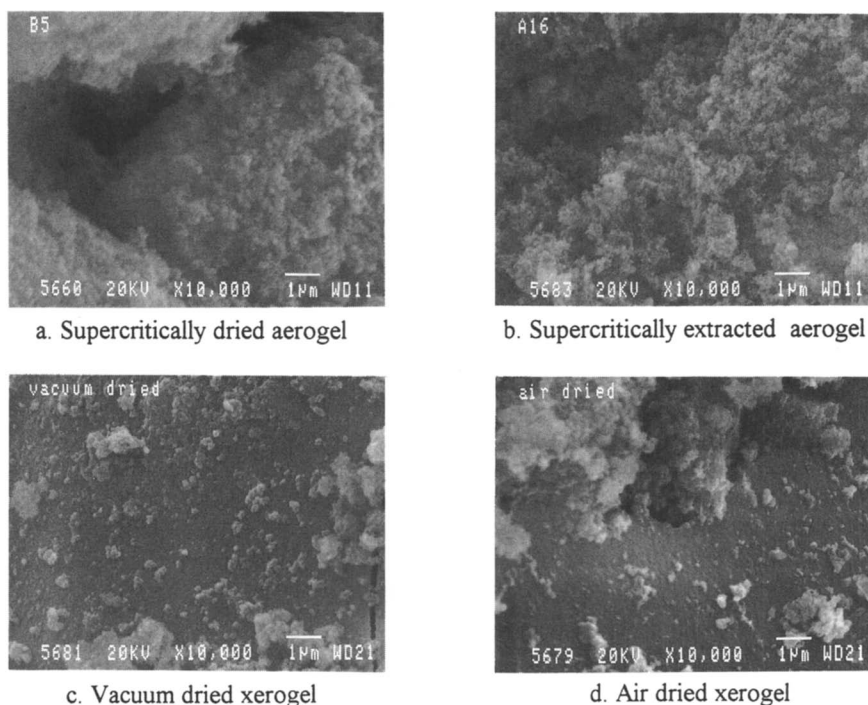 B5
5660 20KV X10,000 1µm WD11
a. Supercritically dried aerogel
A16
5683 20KV X10,000 1µm WD11
b. Supercritically extracted aerogel
vacuum dried
5681 20KV X10,000 1µm WD21
c. Vacuum dried xerogel
air dried
5679 20KV X10,000 1µm WD21
d. Air dried xerogel